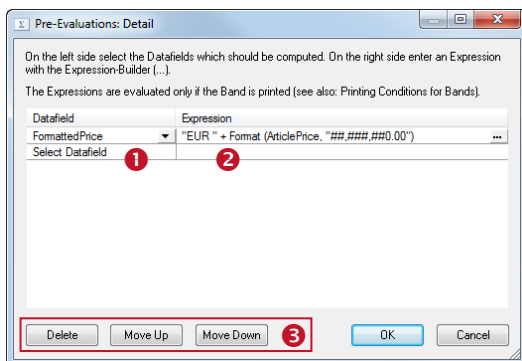 Σ Pre-Evaluations: Detail
On the left side select the Datafields which should be computed. On the right side enter an Expression
with the Expression-Builder (...).
The Expressions are evaluated only if the Band is printed (see also: Printing Conditions for Bands).
Datafield Expression
FormattedPrice "EUR " + Format (ArticlePrice, "##,###,##0.00") ...
Select Datafield
1 2
Delete Move Up Move Down 3 OK Cancel